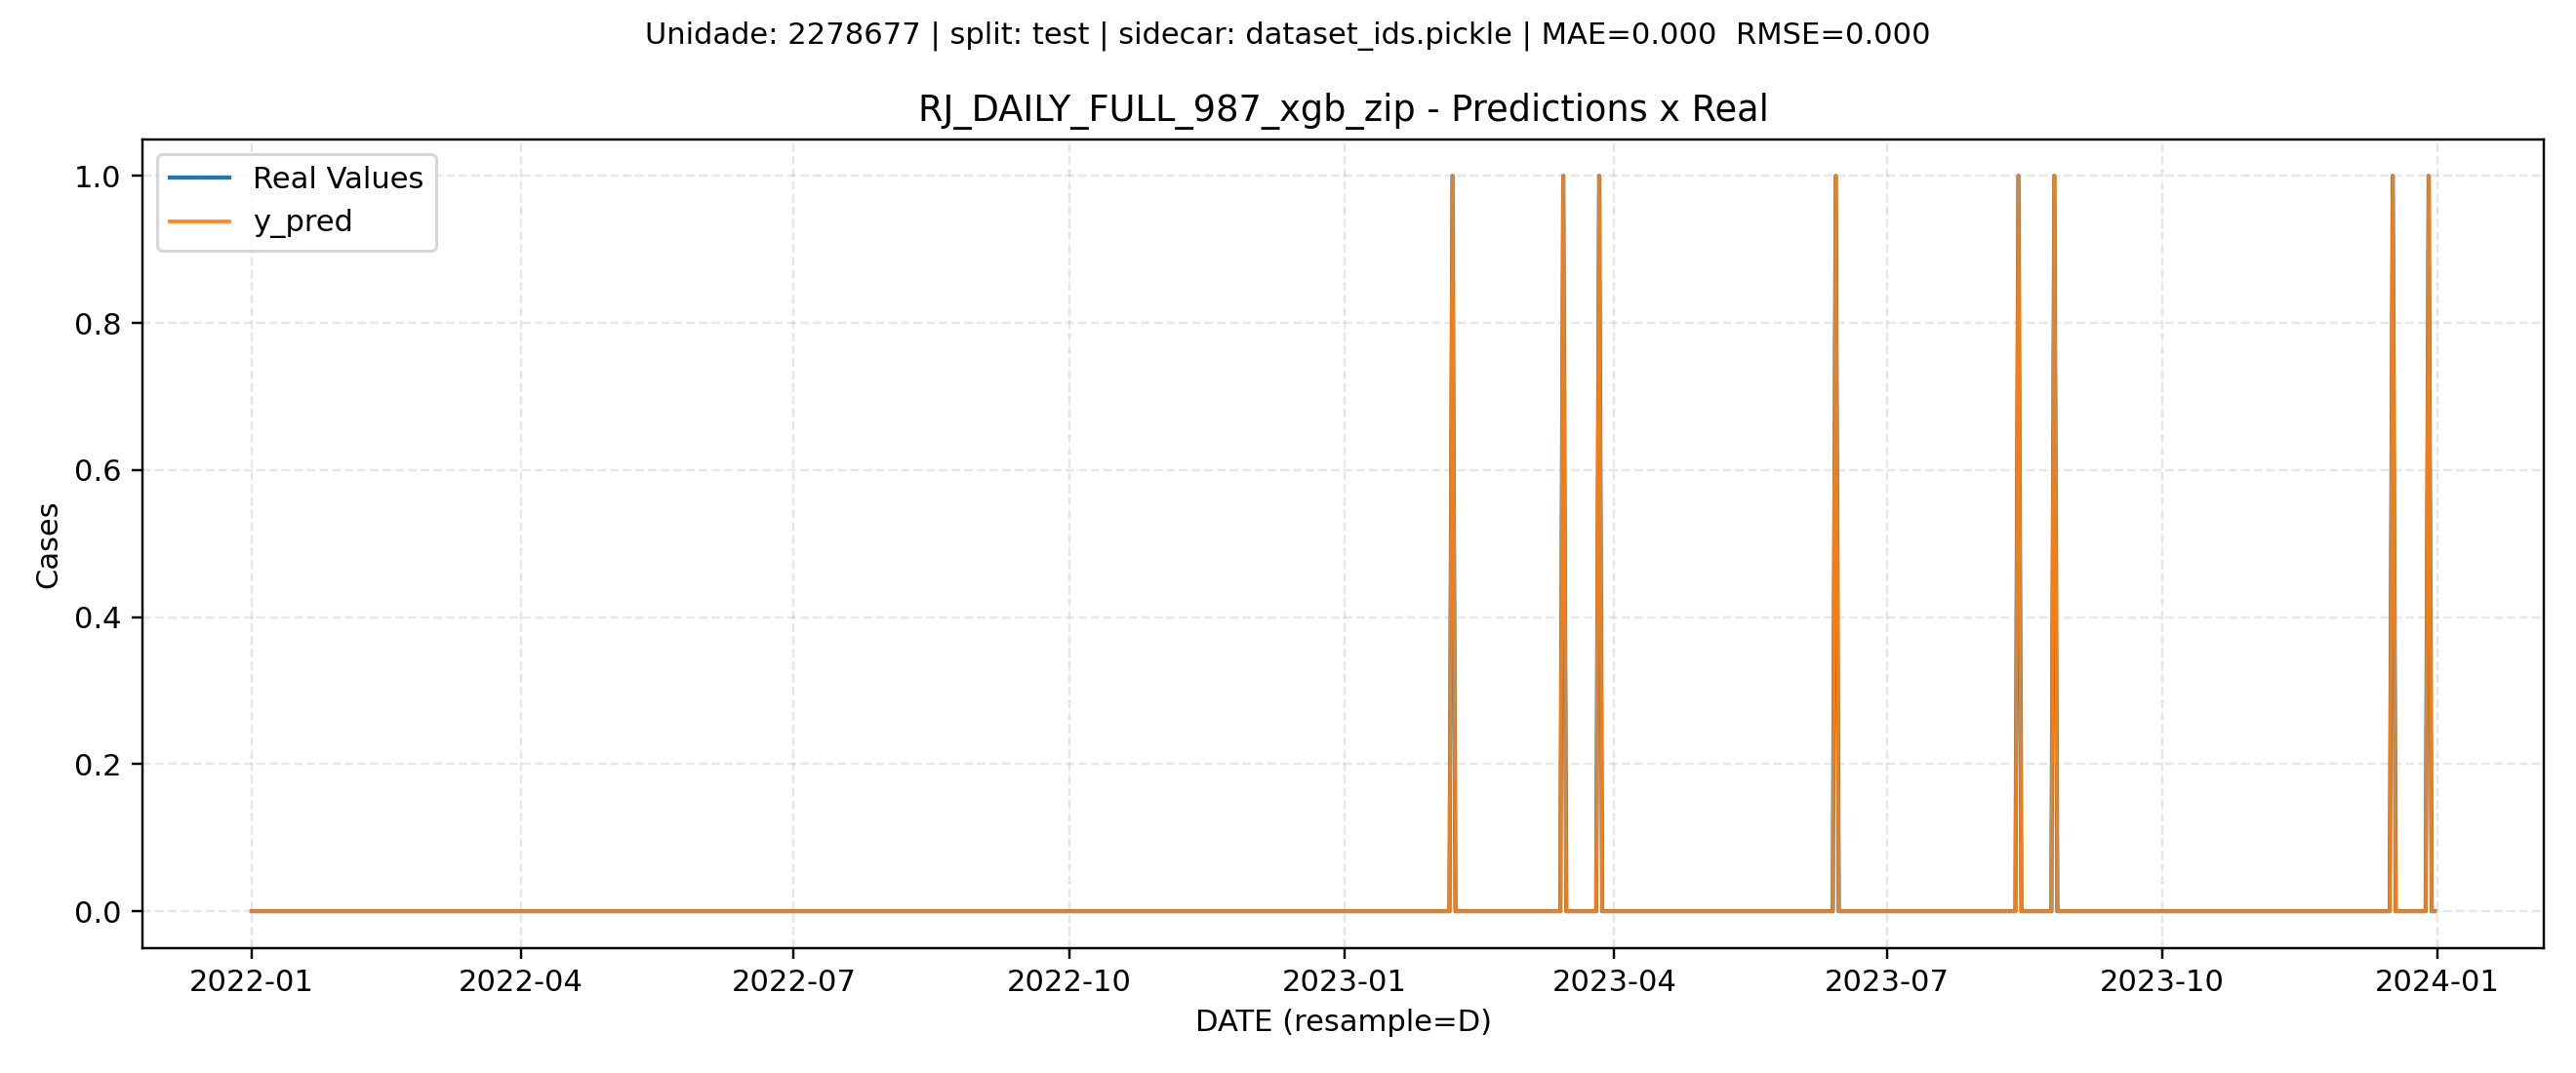 Unidade: 2278677 | split: test | sidecar: dataset_ids.pickle | MAE=0.000  RMSE=0.000
RJ_DAILY_FULL_987_xgb_zip - Predictions x Real
Real Values
y_pred
1.0
0.8
0.6
0.4
0.2
0.0
Cases
2022-01 2022-04 2022-07 2022-10 2023-01 2023-04 2023-07 2023-10 2024-01
DATE (resample=D)